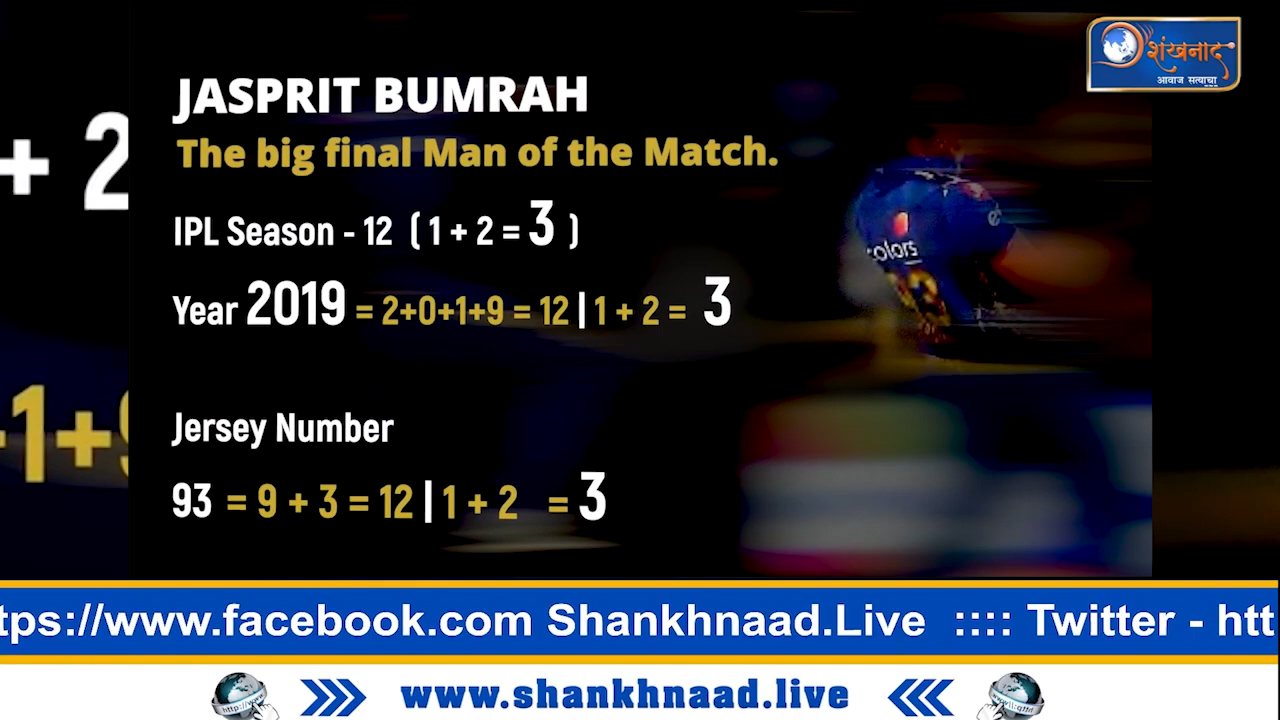 शंखनाद
आवाज सत्याचा
+ 2
JASPRIT BUMRAH
The big final Man of the Match.
IPL Season - 12 ( 1 + 2 = 3 )
Year 2019 = 2+0+1+9 = 12 | 1 + 2 = 3
colors
Jersey Number
1+9
93 = 9 + 3 = 12 | 1 + 2 = 3
tps://www.facebook.com Shankhnaad.Live :::: Twitter - htt
www.shankhnaad.live